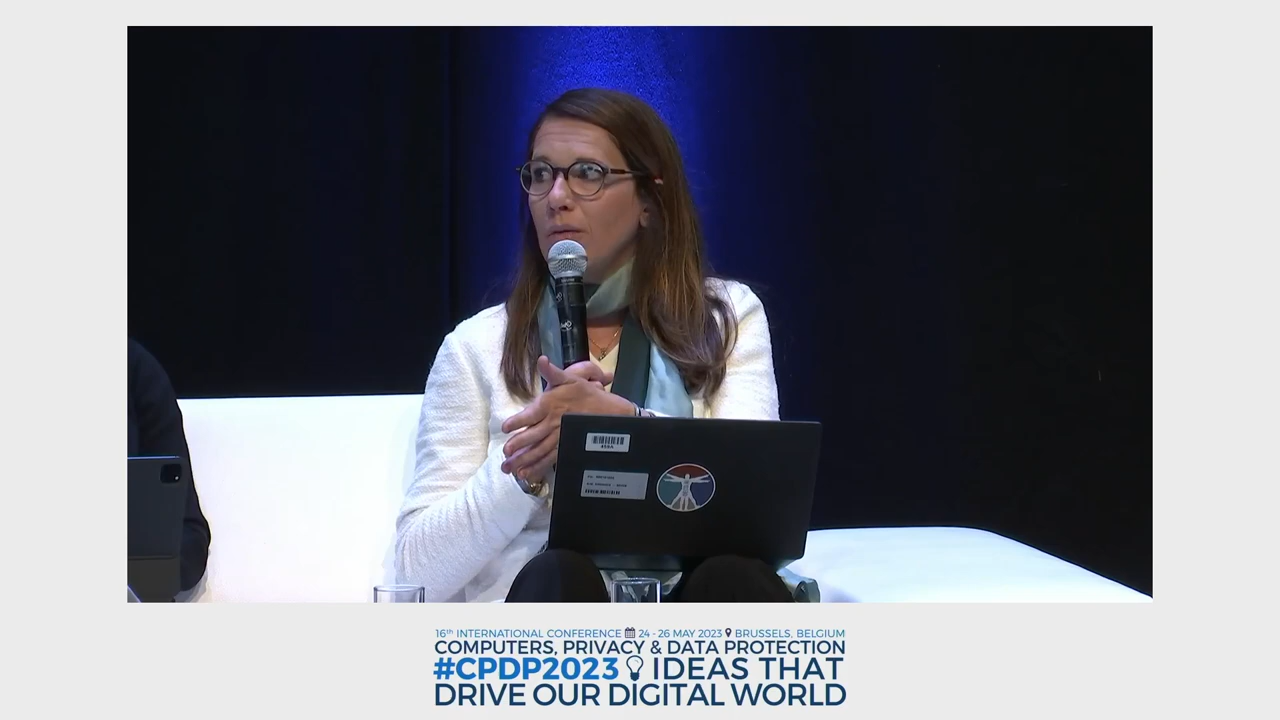 16th INTERNATIONAL CONFERENCE 24 - 26 MAY 2023 BRUSSELS, BELGIUM
COMPUTERS, PRIVACY & DATA PROTECTION
#CPDP2023 IDEAS THAT
DRIVE OUR DIGITAL WORLD